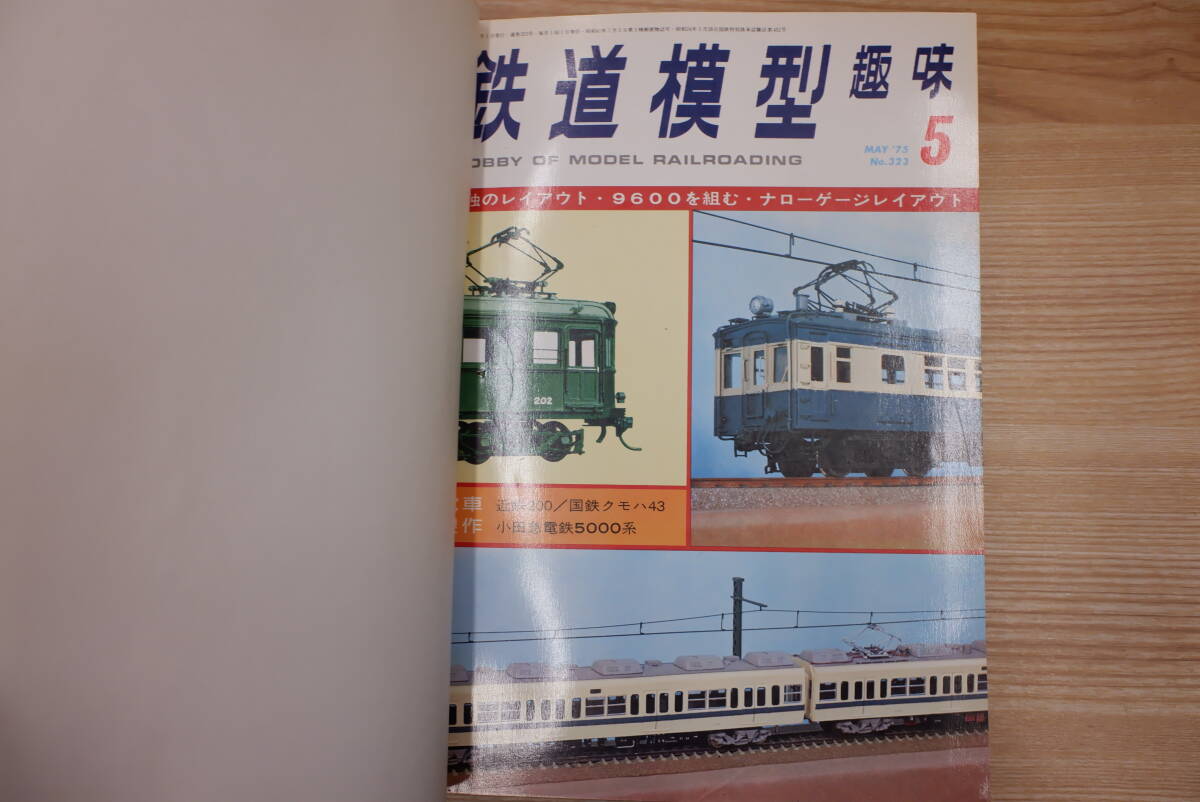 鉄道模型趣味
OBBY OF MODEL RAILROADING
MAY '75
No.323
5
独のレイアウト・9600を組む・ナローゲージレイアウト
202
車 近鉄200／国鉄クモハ43
作 小田急電鉄5000系